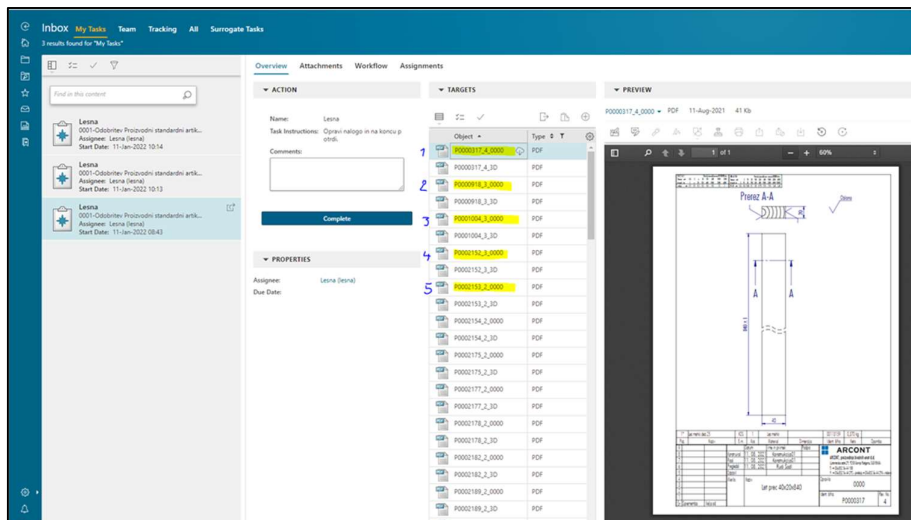 Inbox My Tasks Team Tracking All Surrogate Tasks
3 results found for "My Tasks"
Find in this content
Lesna
0001-Odobritev Proizvodni standardni artik...
Assignee: Lesna (lesna)
Start Date: 11-Jan-2022 10:14
Lesna
0001-Odobritev Proizvodni standardni artik...
Assignee: Lesna (lesna)
Start Date: 11-Jan-2022 10:13
Lesna
0001-Odobritev Proizvodni standardni artik...
Assignee: Lesna (lesna)
Start Date: 11-Jan-2022 08:43
Overview Attachments Workflow Assignments
ACTION
Name: Lesna
Task Instructions: Opravi nalogo in na koncu p
otrdi.
Comments:
Complete
PROPERTIES
Assignee: Lesna (lesna)
Due Date:
TARGETS
Object Type
1 P0000317_4_0000 PDF
P0000317_4_3D PDF
2 P0000918_3_0000 PDF
P0000918_3_3D PDF
3 P0001004_3_0000 PDF
P0001004_3_3D PDF
4 P0002152_3_0000 PDF
P0002152_3_3D PDF
5 P0002153_2_0000 PDF
P0002153_2_3D PDF
P0002154_2_0000 PDF
P0002154_2_3D PDF
P0002175_2_0000 PDF
P0002175_2_3D PDF
P0002177_2_0000 PDF
P0002177_2_3D PDF
P0002178_2_0000 PDF
P0002178_2_3D PDF
P0002182_2_0000 PDF
P0002182_2_3D PDF
P0002189_2_0000 PDF
P0002189_2_3D PDF
PREVIEW
P0000317_4_0000 PDF 11-Aug-2021 41 Kb
1 of 1 60%
Prerez A-A
A A
40
ARCONT
Let prec 40x20x840
0000
P0000317 4